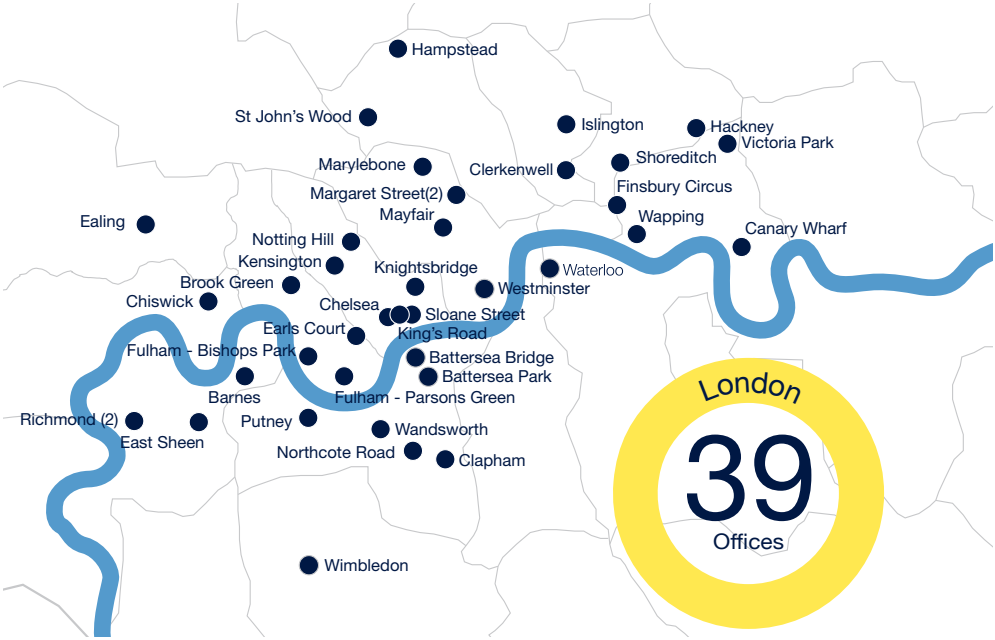 Hampstead
St John's Wood
Islington
Hackney
Victoria Park
Shoreditch
Marylebone
Clerkenwell
Finsbury Circus
Margaret Street(2)
Mayfair
Wapping
Ealing
Canary Wharf
Notting Hill
Kensington
Knightsbridge
Waterloo
Brook Green
Westminster
Chiswick
Chelsea
Sloane Street
Earls Court
King's Road
Fulham - Bishops Park
Battersea Bridge
Battersea Park
Barnes
Fulham - Parsons Green
Richmond (2)
East Sheen
Putney
Wandsworth
Northcote Road
Clapham
Wimbledon
London
39
Offices